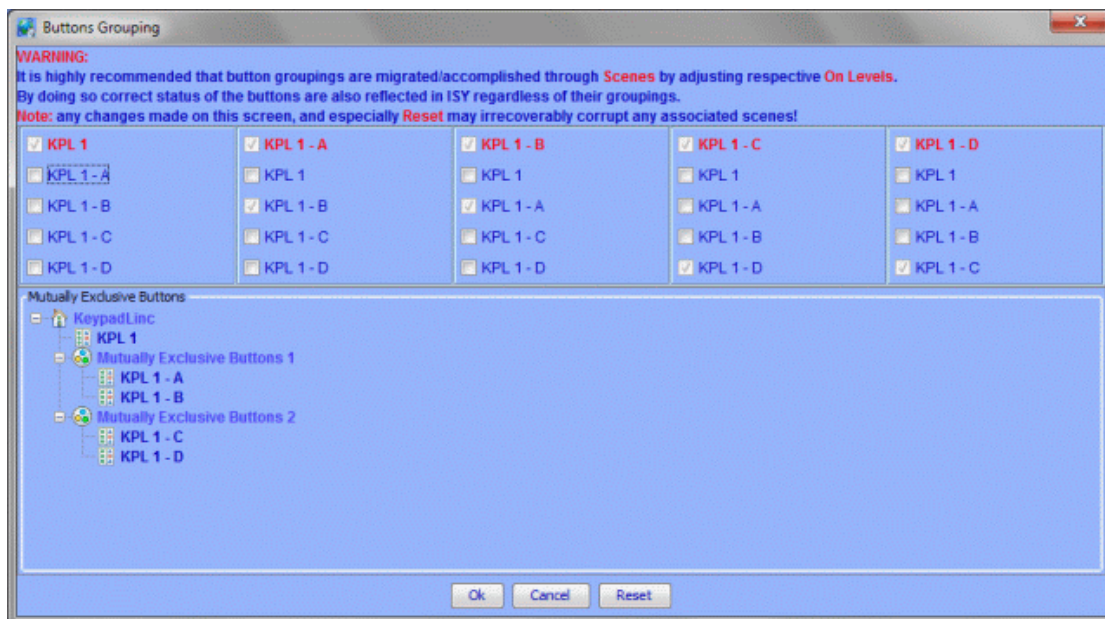 Buttons Grouping
WARNING:
It is highly recommended that button groupings are migrated/accomplished through Scenes by adjusting respective On Levels.
By doing so correct status of the buttons are also reflected in ISY regardless of their groupings.
Note: any changes made on this screen, and especially Reset may irrecoverably corrupt any associated scenes!
KPL 1 KPL 1 - A KPL 1 - B KPL 1 - C KPL 1 - D
KPL 1 - A KPL 1 KPL 1 KPL 1 KPL 1
KPL 1 - B KPL 1 - B KPL 1 - A KPL 1 - A KPL 1 - A
KPL 1 - C KPL 1 - C KPL 1 - C KPL 1 - B KPL 1 - B
KPL 1 - D KPL 1 - D KPL 1 - D KPL 1 - D KPL 1 - C
Mutually Exclusive Buttons
KeypadLinc
KPL 1
Mutually Exclusive Buttons 1
KPL 1 - A
KPL 1 - B
Mutually Exclusive Buttons 2
KPL 1 - C
KPL 1 - D
Ok Cancel Reset